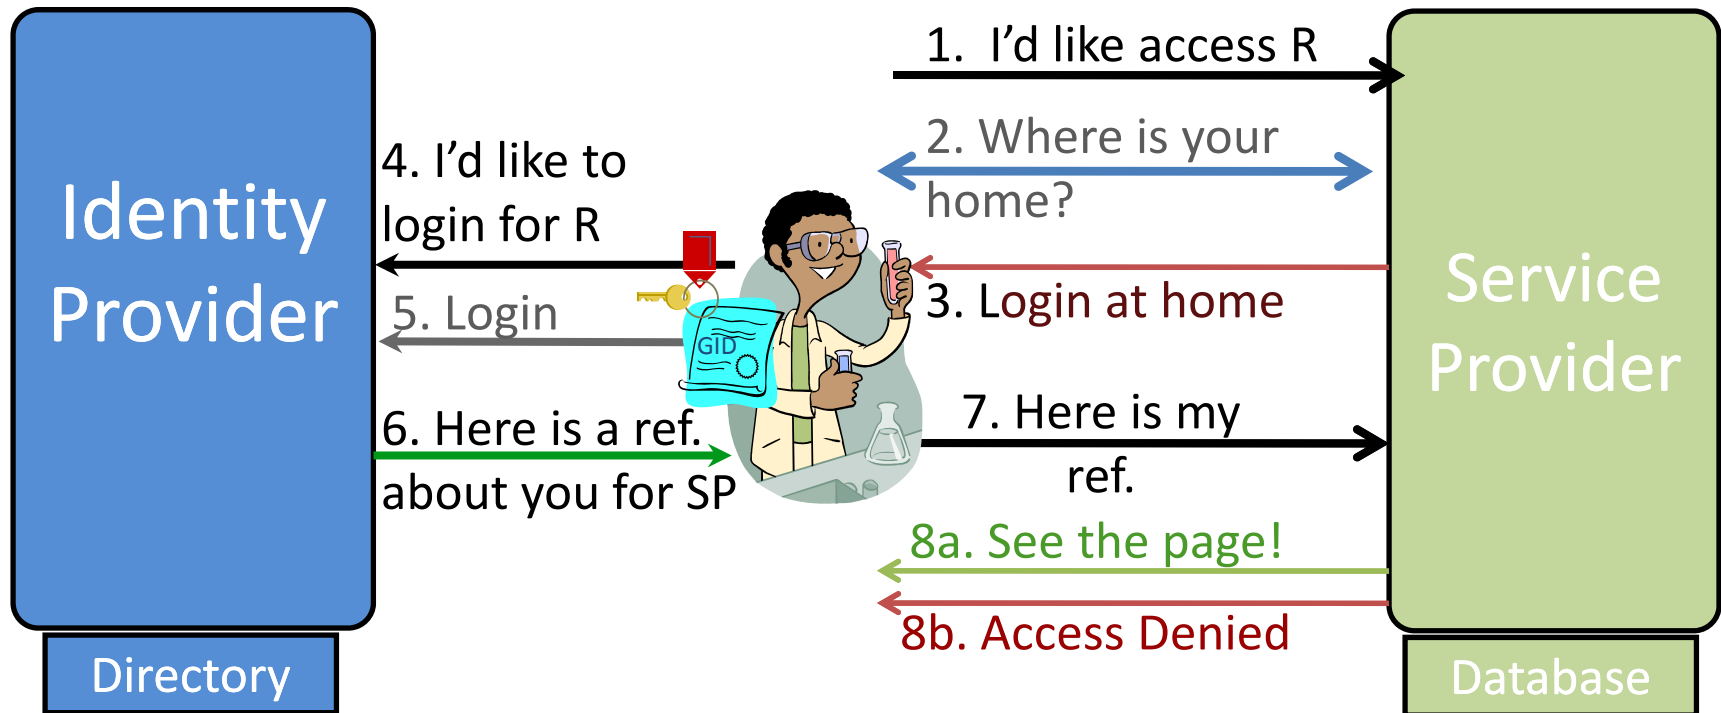 Identity
Provider
Directory
4. I'd like to
login for R
5. Login
GID
6. Here is a ref.
about you for SP
1.  I'd like access R
2. Where is your
home?
3. Login at home
7. Here is my
ref.
8a. See the page!
8b. Access Denied
Service
Provider
Database